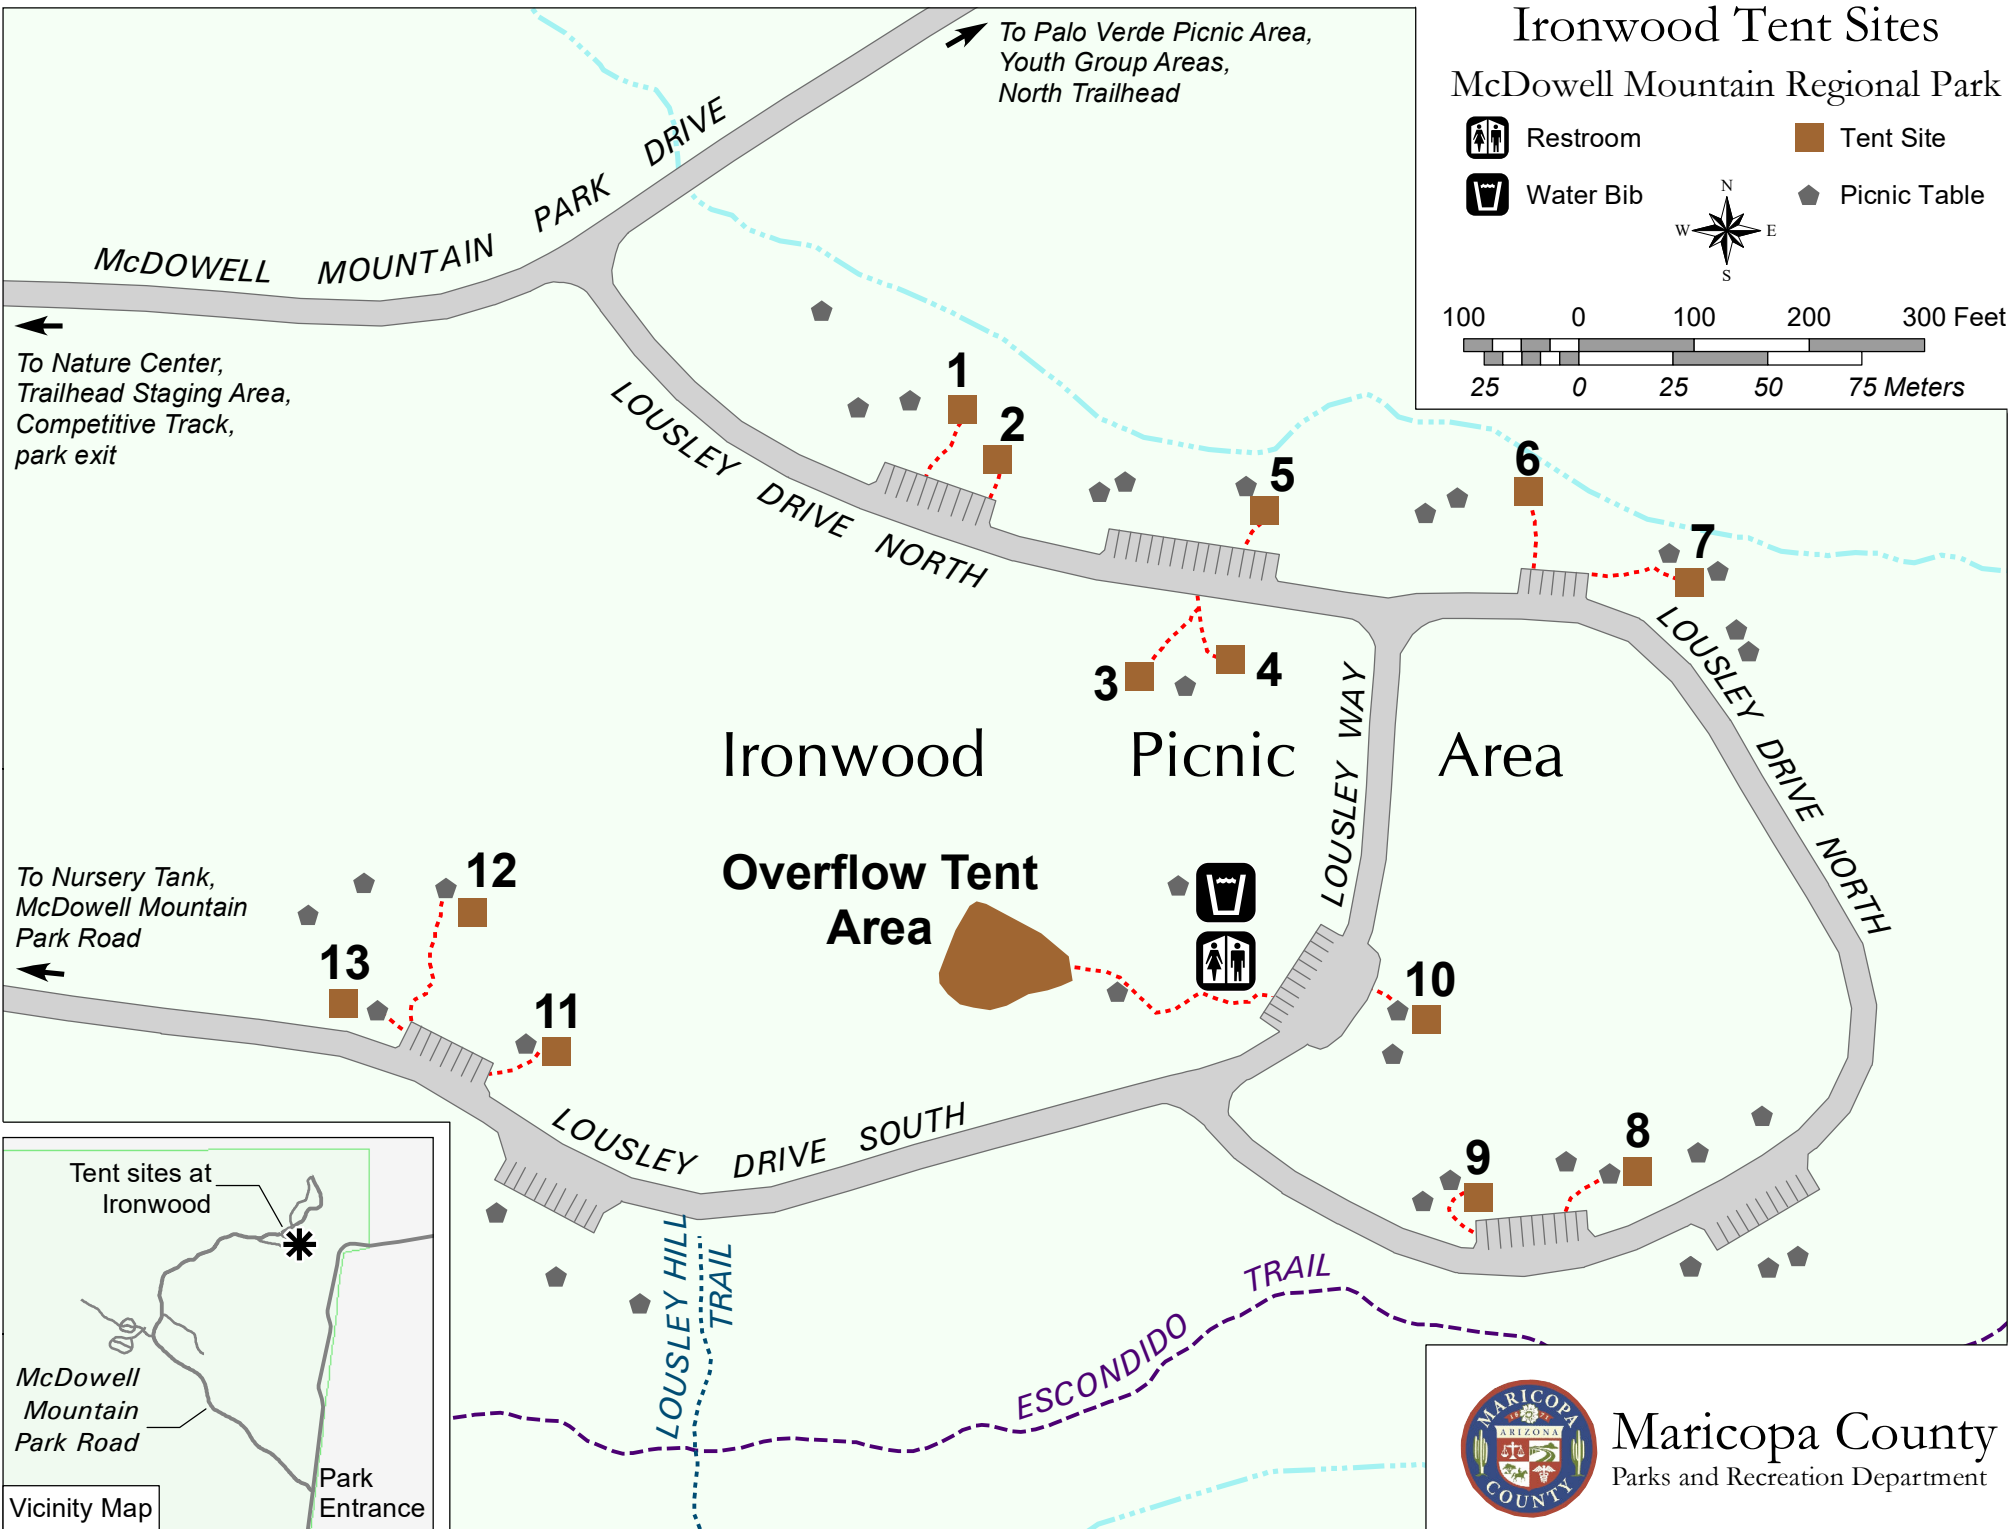 Ironwood Tent Sites
McDowell Mountain Regional Park
Restroom
Tent Site
Water Bib
Picnic Table
N
W
E
S
100 0 100 200 300 Feet
25 0 25 50 75 Meters
To Palo Verde Picnic Area,
Youth Group Areas,
North Trailhead
McDOWELL MOUNTAIN PARK DRIVE
To Nature Center,
Trailhead Staging Area,
Competitive Track,
park exit
LOUSLEY DRIVE NORTH
1
2
5
6
7
3
4
LOUSLEY WAY
LOUSLEY DRIVE NORTH
Ironwood Picnic Area
Overflow Tent
Area
To Nursery Tank,
McDowell Mountain
Park Road
12
13
11
10
8
9
LOUSLEY DRIVE SOUTH
LOUSLEY HILL
TRAIL
ESCONDIDO TRAIL
Tent sites at
Ironwood
McDowell
Mountain
Park Road
Park
Entrance
Vicinity Map
MARICOPA
1871
ARIZONA
COUNTY
Maricopa County
Parks and Recreation Department